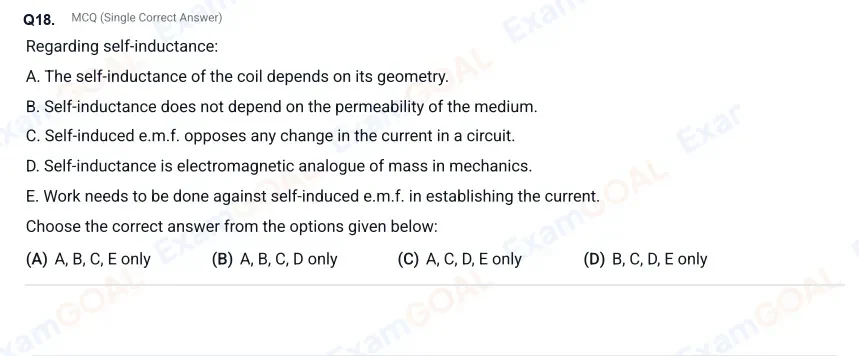 Q18. MCQ (Single Correct Answer)
Regarding self-inductance:
A. The self-inductance of the coil depends on its geometry.
B. Self-inductance does not depend on the permeability of the medium.
C. Self-induced e.m.f. opposes any change in the current in a circuit.
D. Self-inductance is electromagnetic analogue of mass in mechanics.
E. Work needs to be done against self-induced e.m.f. in establishing the current.
Choose the correct answer from the options given below:
(A) A, B, C, E only (B) A, B, C, D only (C) A, C, D, E only (D) B, C, D, E only